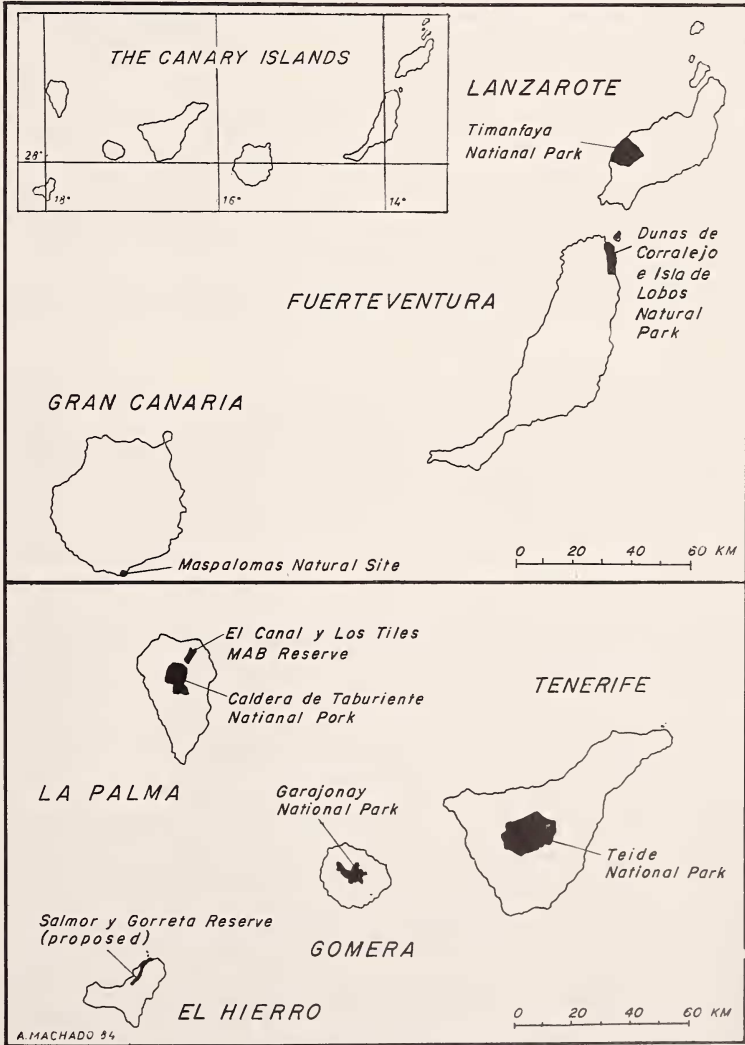 THE CANARY ISLANDS
28°
18°
16°
14°
LANZAROTE
Timanfaya
Natianal Park
Dunas de
Corralejo
e Isla de
Lobos
Natural
Park
FUERTEVENTURA
GRAN CANARIA
Maspalomas Natural Site
0 20 40 60 KM
El Canal y Los Tiles
MAB Reserve
Caldera de Taburiente
Natianal Pork
TENERIFE
LA PALMA
Garajonay
National Park
Teide
National Park
Salmor y Gorreta Reserve
(proposed)
GOMERA
EL HIERRO
0 20 40 60 KM
A.MACHADO 84